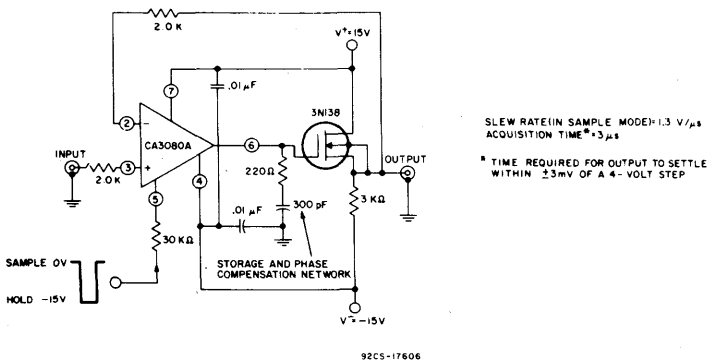 2.0 K
V+=15V
.01 μF
7
3N138
2
−
CA3080A
6
INPUT
3
+
2.0 K
4
5
220Ω
OUTPUT
.01 μF
300 pF
3 KΩ
30 KΩ
SAMPLE 0V
HOLD -15V
STORAGE AND PHASE
COMPENSATION NETWORK
V-=-15V
SLEW RATE (IN SAMPLE MODE)=1.3 V/μs
ACQUISITION TIME*=3μs
* TIME REQUIRED FOR OUTPUT TO SETTLE
WITHIN ±3mV OF A 4-VOLT STEP
92CS-17606